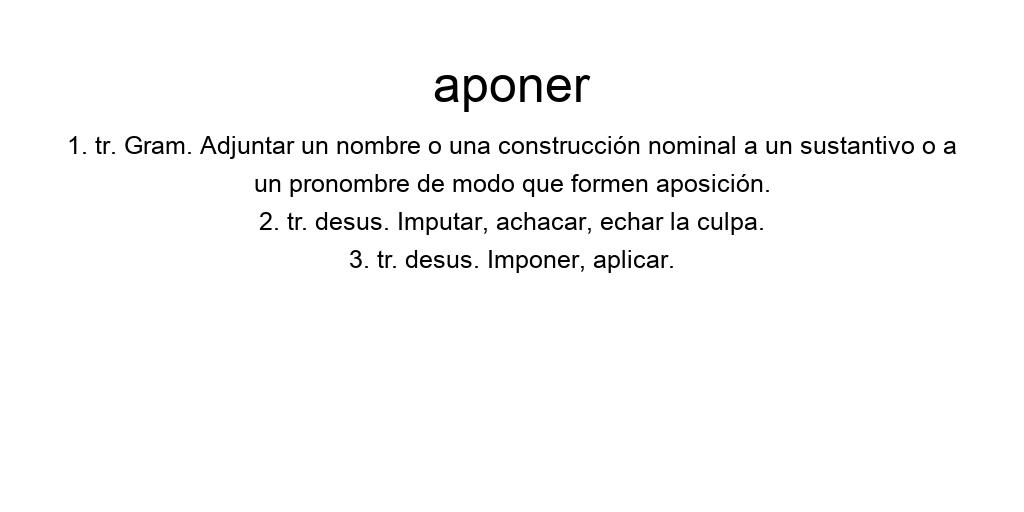 aponer
1. tr. Gram. Adjuntar un nombre o una construcción nominal a un sustantivo o a
un pronombre de modo que formen aposición.
2. tr. desus. Imputar, achacar, echar la culpa.
3. tr. desus. Imponer, aplicar.